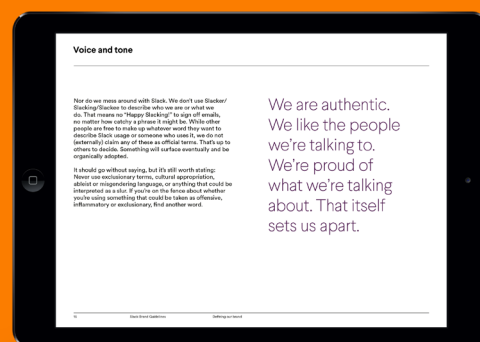 Voice and tone
Nor do we mess around with Slack. We don't use Slacker/
Slacking/Slackex to describe who we are or what we
do. That means no "Happy Slacking!" to sign off emails,
no matter how catchy a phrase it might be. While other
people are free to make up whatever word they want to
describe Slack usage or someone who uses it, we do not
(externally) claim any of these as official terms. That's up to
others to decide. Something will surface eventually and be
organically adopted.
It should go without saying, but it's still worth stating:
Never use exclusionary terms, cultural appropriation,
ableist or misgendering language, or anything that could be
interpreted as a slur. If you're on the fence about whether
you're using something that could be taken as offensive,
inflammatory or exclusionary, find another word.
We are authentic.
We like the people
we're talking to.
We're proud of
what we're talking
about. That itself
sets us apart.
Slack Brand Guidelines
Defining our brand